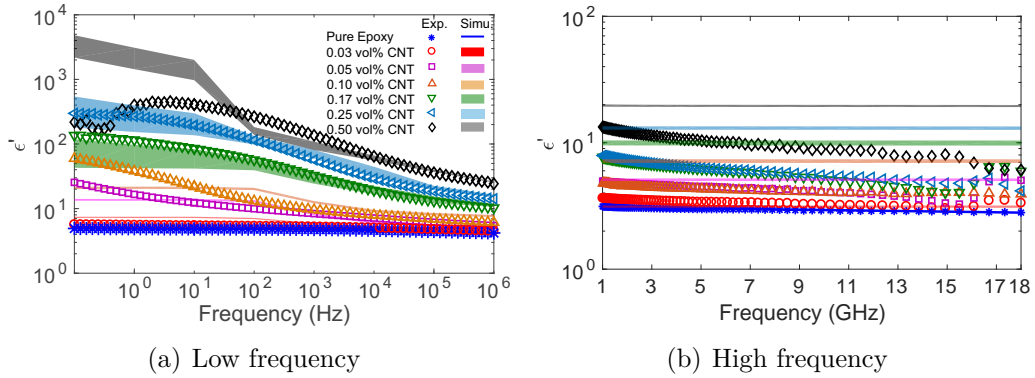 Exp. Simu
Pure Epoxy
0.03 vol% CNT
0.05 vol% CNT
0.10 vol% CNT
0.17 vol% CNT
0.25 vol% CNT
0.50 vol% CNT
10^4
10^3
10^2
10^1
10^0
ϵ'
10^0 10^1 10^2 10^3 10^4 10^5 10^6
Frequency (Hz)
(a) Low frequency
10^2
10^1
10^0
ϵ'
1 3 5 7 9 11 13 15 17 18
Frequency (GHz)
(b) High frequency